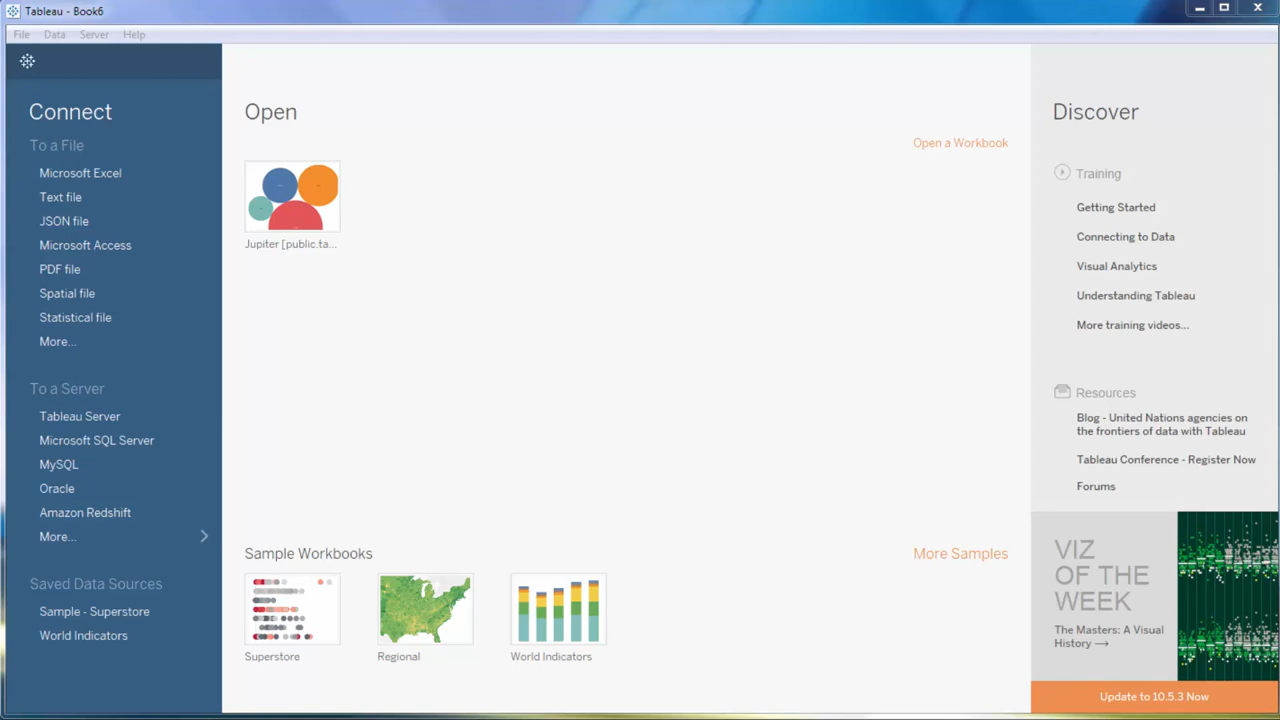 Tableau - Book6
File Data Server Help
Connect
To a File
Microsoft Excel
Text file
JSON file
Microsoft Access
PDF file
Spatial file
Statistical file
More...
To a Server
Tableau Server
Microsoft SQL Server
MySQL
Oracle
Amazon Redshift
More...
Saved Data Sources
Sample - Superstore
World Indicators
Open
Open a Workbook
Jupiter [public.ta...
Sample Workbooks
More Samples
Superstore
Regional
World Indicators
Discover
Training
Getting Started
Connecting to Data
Visual Analytics
Understanding Tableau
More training videos...
Resources
Blog - United Nations agencies on
the frontiers of data with Tableau
Tableau Conference - Register Now
Forums
VIZ
OF THE
WEEK
The Masters: A Visual
History →
Update to 10.5.3 Now